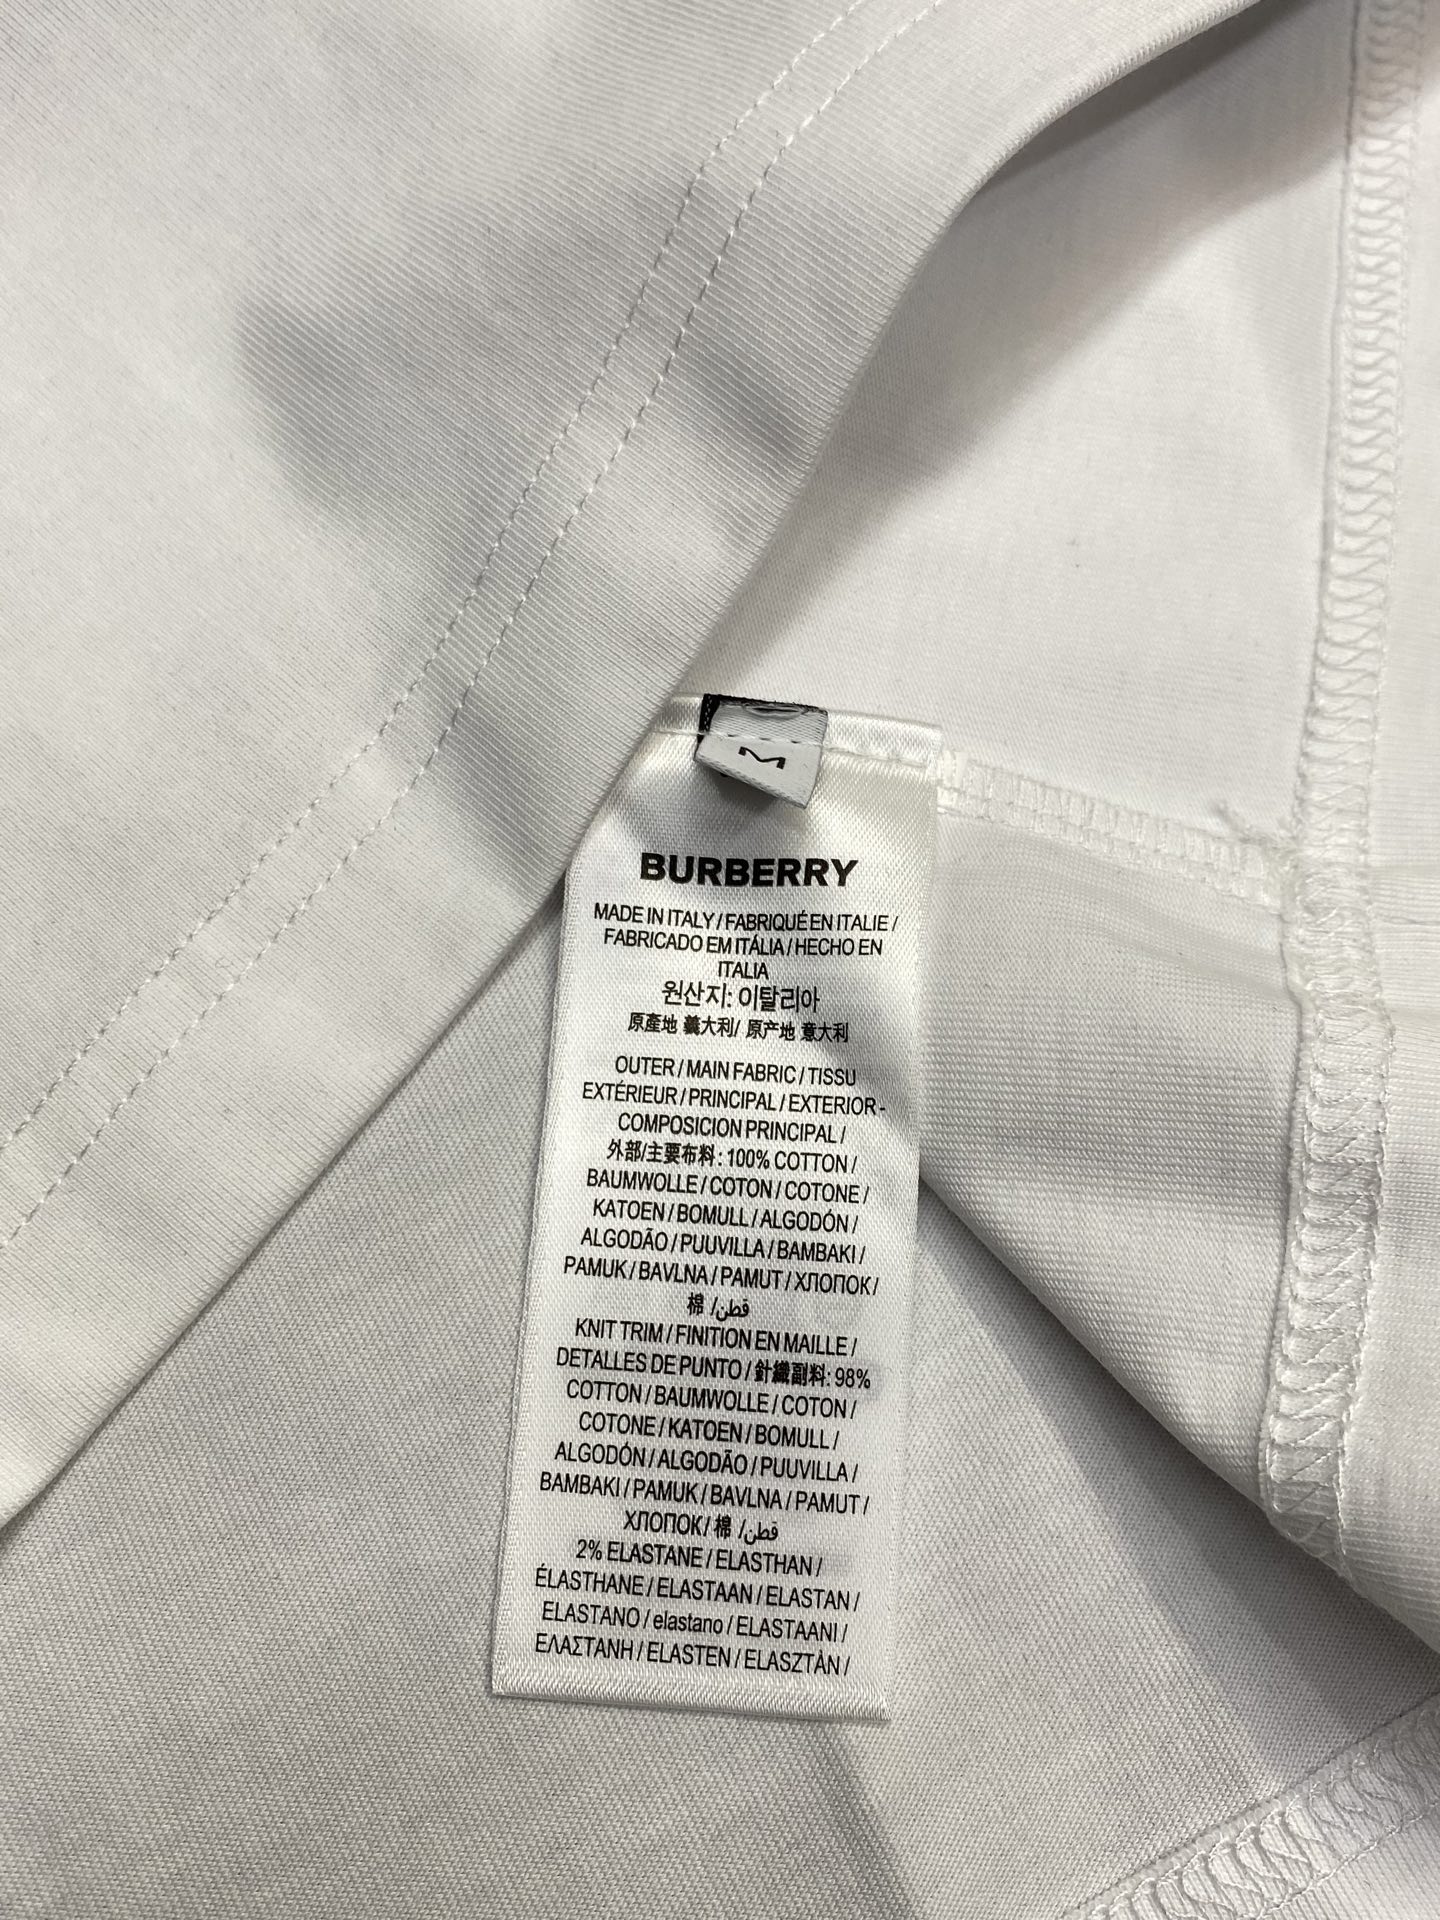 M
BURBERRY
MADE IN ITALY / FABRIQUÉ EN ITALIE /
FABRICADO EM ITÁLIA / HECHO EN
ITALIA
원산지: 이탈리아
原產地 義大利/ 原产地 意大利
OUTER / MAIN FABRIC / TISSU
EXTÉRIEUR / PRINCIPAL / EXTERIOR -
COMPOSICION PRINCIPAL /
外部/主要布料: 100% COTTON /
BAUMWOLLE / COTON / COTONE /
KATOEN / BOMULL / ALGODÓN /
ALGODÃO / PUUVILLA / BAMBAKI /
PAMUK / BAVLNA / PAMUT / ХЛОПОК /
棉 /قطن
KNIT TRIM / FINITION EN MAILLE /
DETALLES DE PUNTO / 針織副料: 98%
COTTON / BAUMWOLLE / COTON /
COTONE / KATOEN / BOMULL /
ALGODÓN / ALGODÃO / PUUVILLA /
BAMBAKI / PAMUK / BAVLNA / PAMUT /
ХЛОПОК / 棉 /قطن
2% ELASTANE / ELASTHAN /
ÉLASTHANE / ELASTAAN / ELASTAN /
ELASTANO / elastano / ELASTAANI /
ΕΛΑΣΤΑΝΗ / ELASTEN / ELASZTÀN /